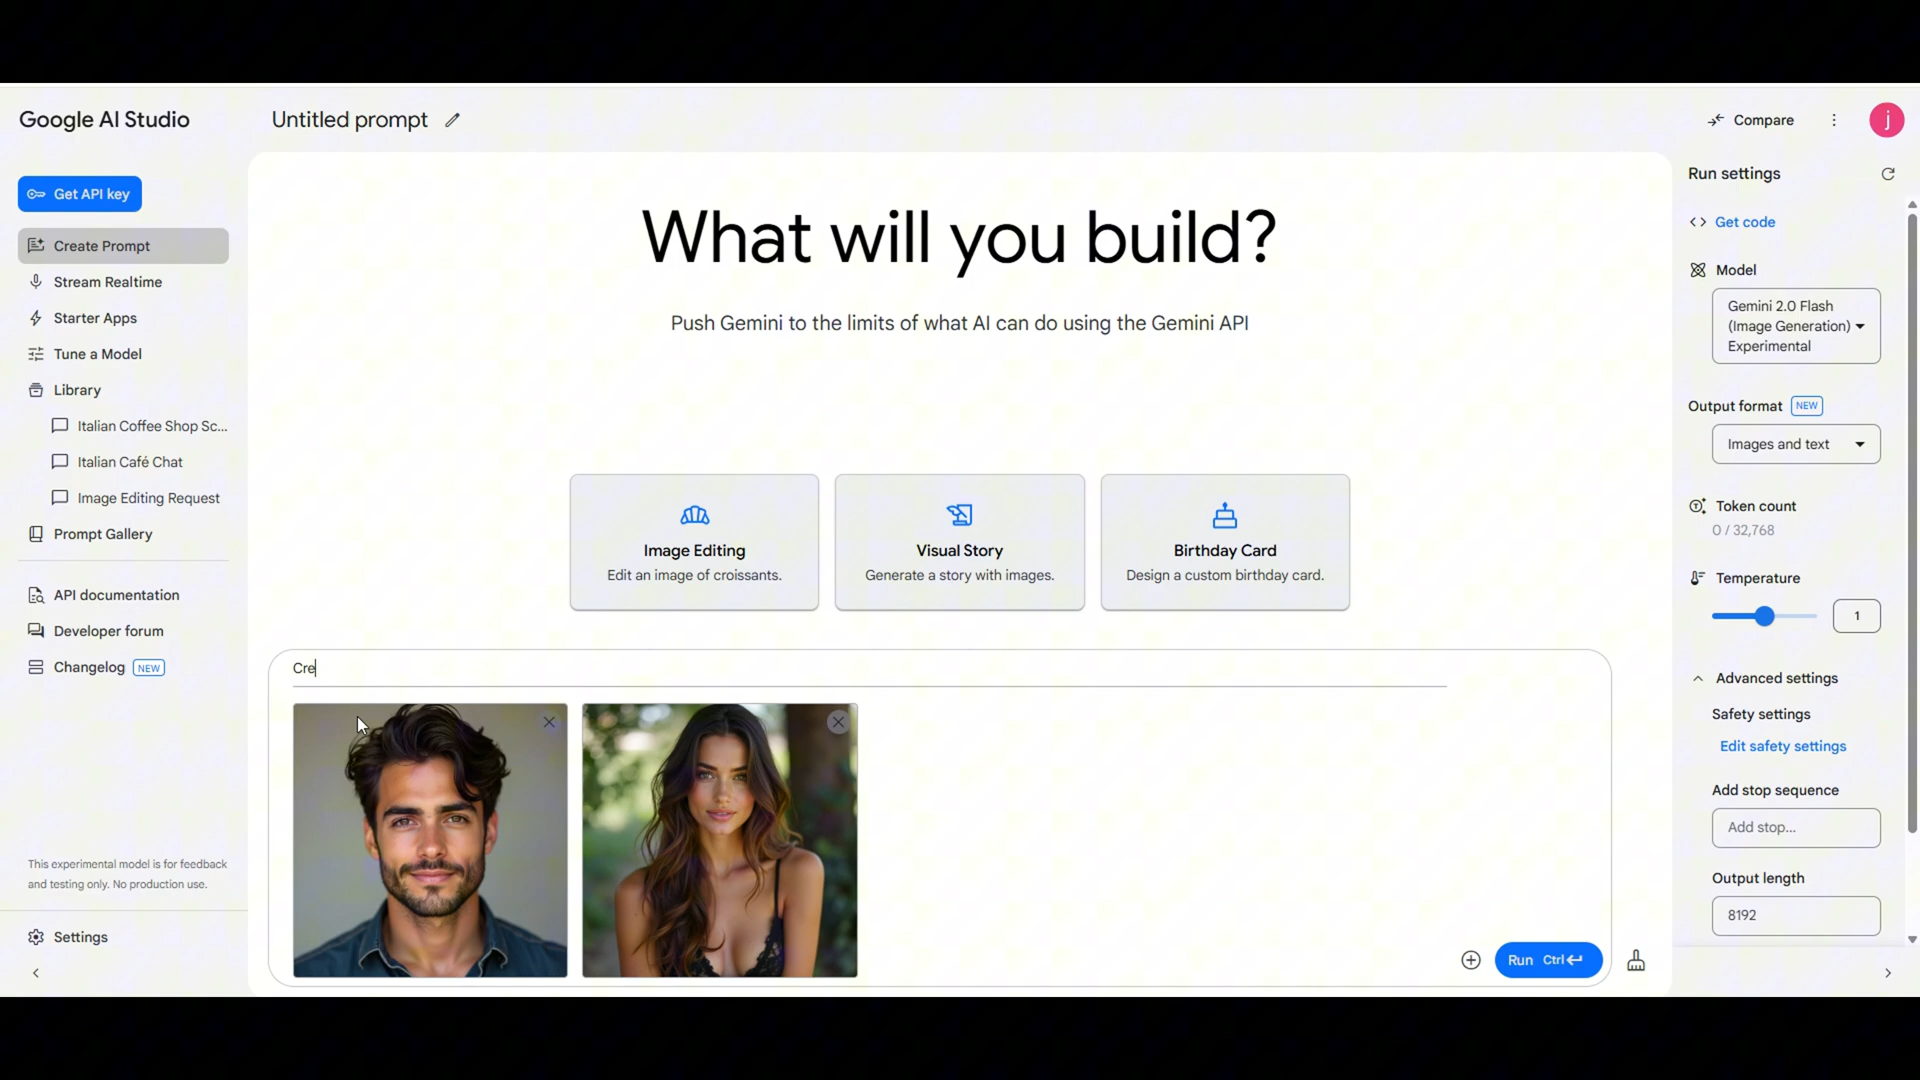 Google AI Studio
Untitled prompt
Compare
j
Get API key
Create Prompt
Stream Realtime
Starter Apps
Tune a Model
Library
Italian Coffee Shop Sc...
Italian Café Chat
Image Editing Request
Prompt Gallery
API documentation
Developer forum
Changelog NEW
This experimental model is for feedback
and testing only. No production use.
Settings
What will you build?
Push Gemini to the limits of what AI can do using the Gemini API
Image Editing
Edit an image of croissants.
Visual Story
Generate a story with images.
Birthday Card
Design a custom birthday card.
Cre
Run Ctrl
Run settings
Get code
Model
Gemini 2.0 Flash
(Image Generation)
Experimental
Output format NEW
Images and text
Token count
0 / 32,768
Temperature
1
Advanced settings
Safety settings
Edit safety settings
Add stop sequence
Add stop...
Output length
8192